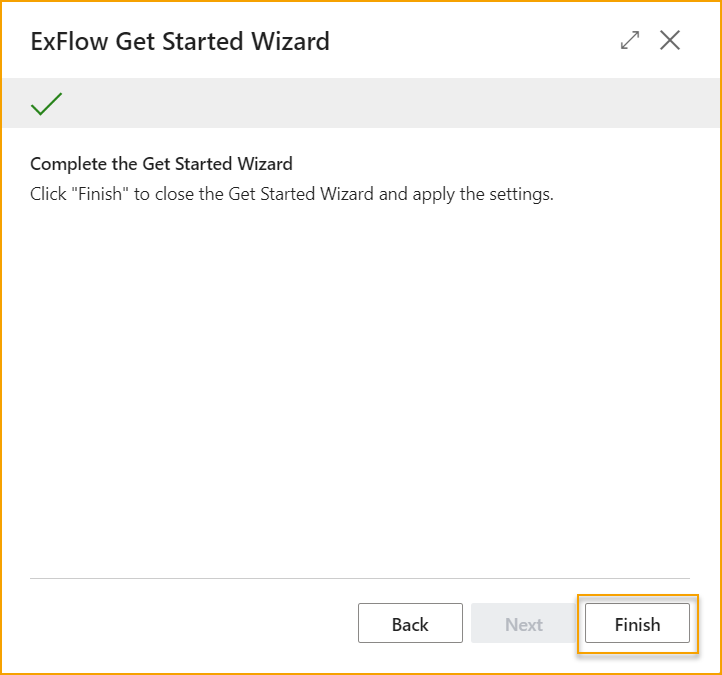 ExFlow Get Started Wizard
Complete the Get Started Wizard
Click "Finish" to close the Get Started Wizard and apply the settings.
Back Next Finish